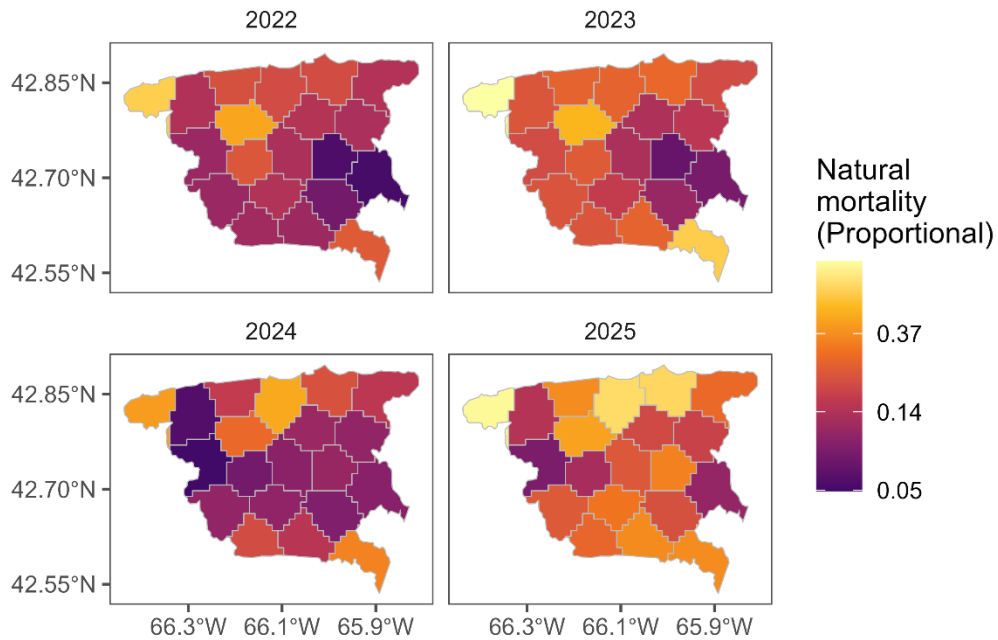 2022
2023
42.85°N
42.70°N
42.55°N
2024
2025
42.85°N
42.70°N
42.55°N
66.3°W
66.1°W
65.9°W
66.3°W
66.1°W
65.9°W
Natural
mortality
(Proportional)
0.37
0.14
0.05